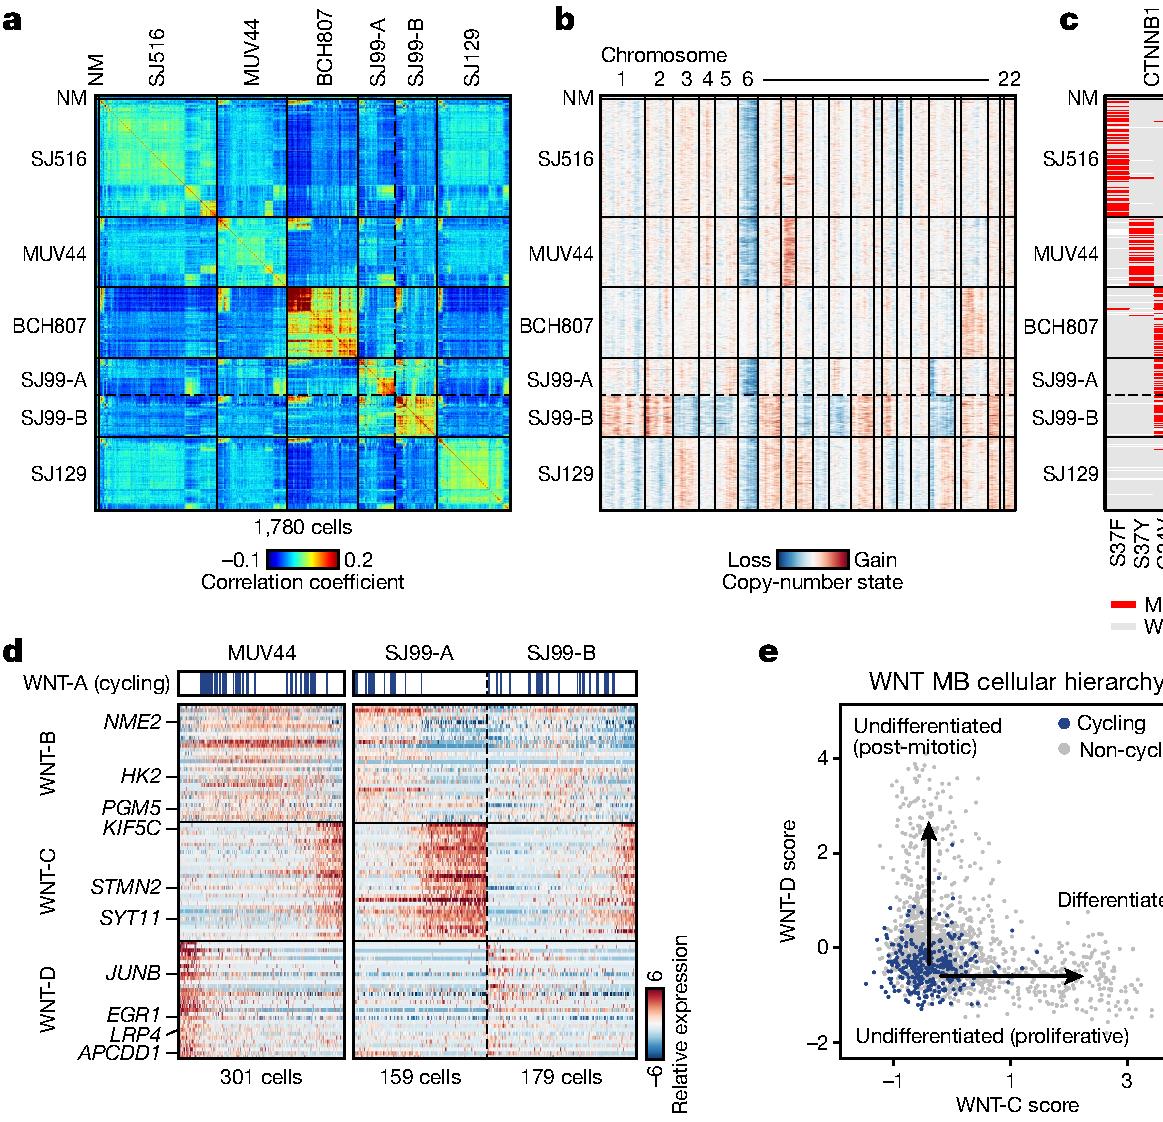 a
NM
SJ516
MUV44
BCH807
SJ99-A
SJ99-B
SJ129
NM
SJ516
MUV44
BCH807
SJ99-A
SJ99-B
SJ129
1,780 cells
–0.1 0.2
Correlation coefficient
b
Chromosome
1 2 3 4 5 6 22
NM
SJ516
MUV44
BCH807
SJ99-A
SJ99-B
SJ129
Loss Gain
Copy-number state
c
CTNNB1
NM
SJ516
MUV44
BCH807
SJ99-A
SJ99-B
SJ129
S37F
S37Y
M
W
d
MUV44 SJ99-A SJ99-B
WNT-A (cycling)
WNT-B
NME2
HK2
PGM5
WNT-C
KIF5C
STMN2
SYT11
WNT-D
JUNB
EGR1
LRP4
APCDD1
301 cells 159 cells 179 cells
6
–6
Relative expression
e
WNT MB cellular hierarchy
Undifferentiated
(post-mitotic)
Cycling
Non-cycl
Differentiate
Undifferentiated (proliferative)
4
2
0
–2
WNT-D score
–1 1 3
WNT-C score